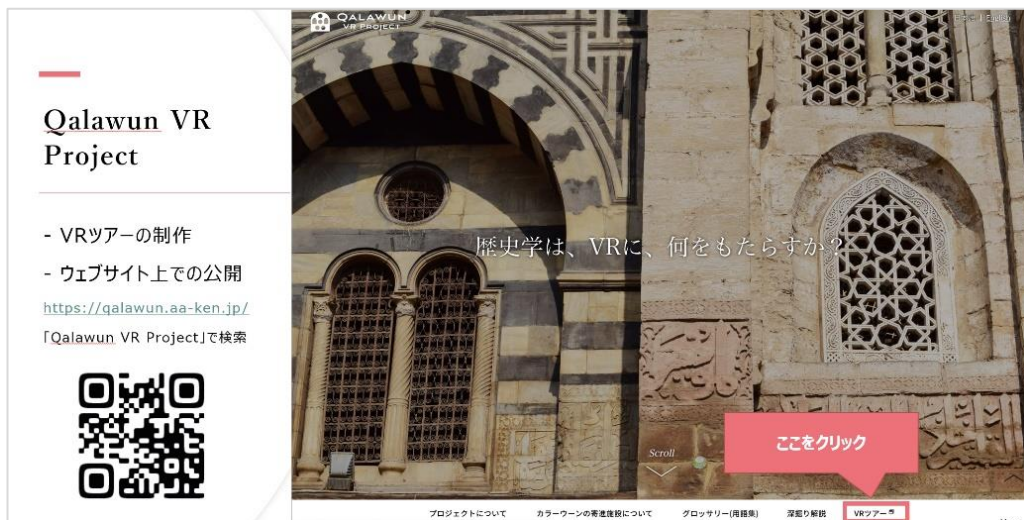 Qalawun VR
Project
- VRツアーの制作
- ウェブサイト上での公開
https://qalawun.aa-ken.jp/
「Qalawun VR Project」で検索
QALAWUN
VR PROJECT
日本語 | English
歴史学は、VRに、何をもたらすか？
ここをクリック
Scroll
プロジェクトについて カラーウーンの寄進施設について グロッサリー(用語集) 深掘り解説 VRツアー